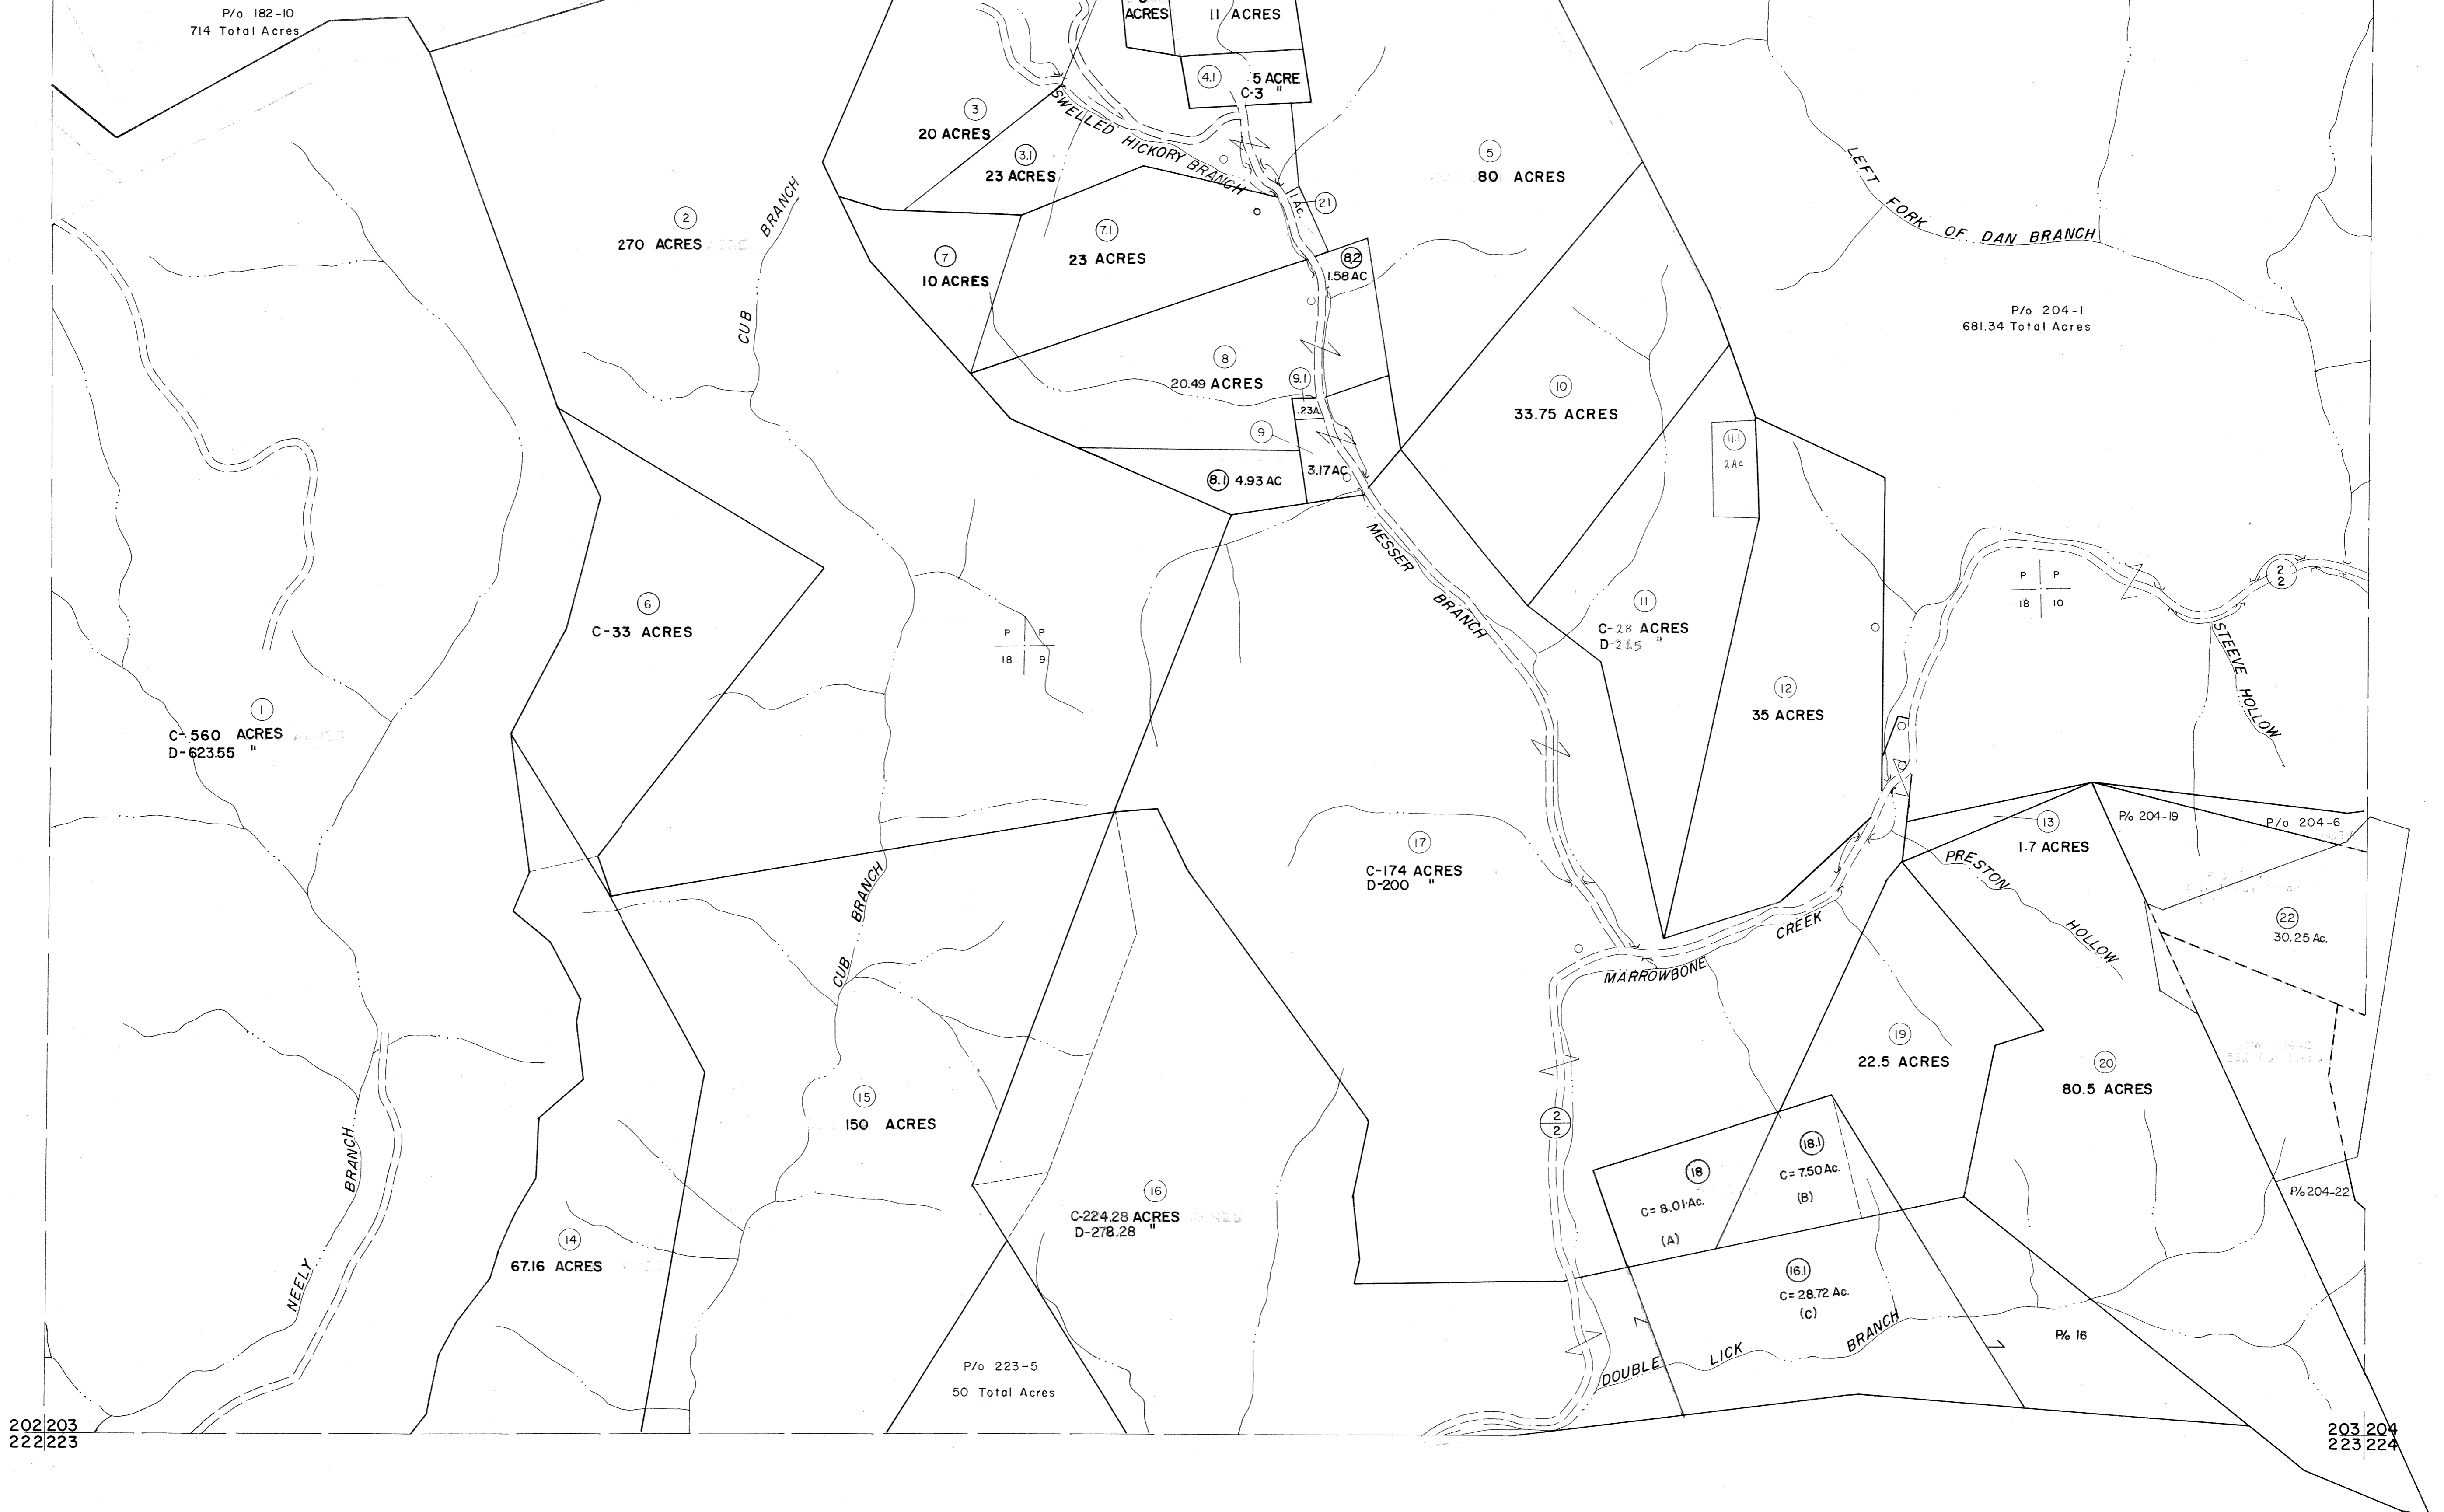 P/o 182-10
714 Total Acres
ACRES
11 ACRES
4.1
5 ACRE
C-3 "
3
20 ACRES
SWELLED HICKORY BRANCH
3.1
23 ACRES
5
80 ACRES
LEFT FORK OF DAN BRANCH
2
270 ACRES
CUB BRANCH
7
10 ACRES
7.1
23 ACRES
1 Ac.
21
8.2
1.58 AC
P/o 204-1
681.34 Total Acres
8
20.49 ACRES
9.1
.23A
10
33.75 ACRES
9
3.17 AC
11.1
2 Ac
8.1 4.93 AC
MESSER BRANCH
6
C-33 ACRES
P P
18 9
11
C-28 ACRES
D-21.5 "
P P
18 10
2
2
STEEVE HOLLOW
1
C-560 ACRES
D-623.55 "
12
35 ACRES
17
C-174 ACRES
D-200 "
13
1.7 ACRES
P/o 204-19
P/o 204-6
PRESTON HOLLOW
22
30.25 Ac.
CUB BRANCH
MARROWBONE CREEK
19
22.5 ACRES
20
80.5 ACRES
15
150 ACRES
2
2
18
C= 8.01 Ac.
(A)
18.1
C= 7.50 Ac.
(B)
P/o 204-22
NEELY BRANCH
14
67.16 ACRES
16
C-224.28 ACRES
D-278.28 "
16.1
C= 28.72 Ac.
(C)
P/o 16
DOUBLE LICK BRANCH
P/o 223-5
50 Total Acres
202 203
222 223
203 204
223 224